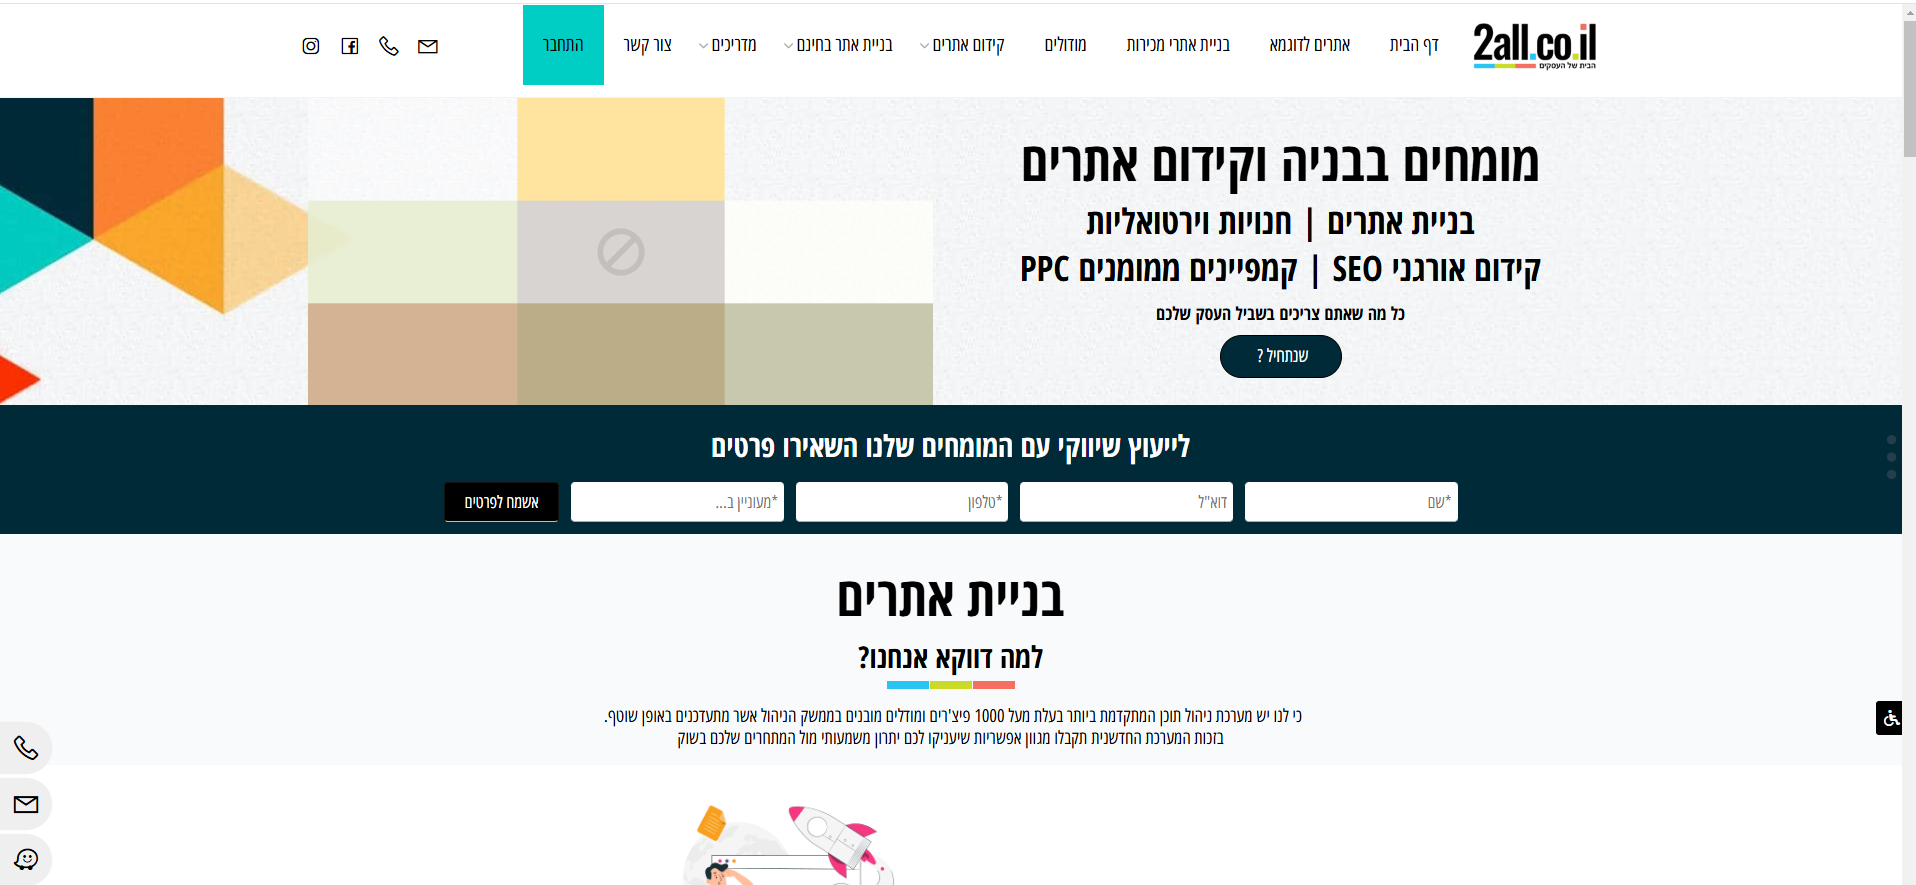 2all.co.il
הבית של העסקים
דף הבית
אתרים לדוגמא
בניית אתרי מכירות
מודולים
קידום אתרים
בניית אתר בחינם
מדריכים
צור קשר
התחבר
מומחים בבניה וקידום אתרים
בניית אתרים | חנויות וירטואליות
קידום אורגני SEO | קמפיינים ממומנים PPC
כל מה שאתם צריכים בשביל העסק שלכם
שנתחיל ?
לייעוץ שיווקי עם המומחים שלנו השאירו פרטים
*שם
דוא"ל
*טלפון
*מעוניין ב...
אשמח לפרטים
בניית אתרים
למה דווקא אנחנו?
כי לנו יש מערכת ניהול תוכן המתקדמת ביותר בעלת מעל 1000 פיצ'רים ומודלים מובנים בממשק הניהול אשר מתעדכנים באופן שוטף.
בזכות המערכת החדשנית תקבלו מגוון אפשריות שיעניקו לכם יתרון משמעותי מול המתחרים שלכם בשוק